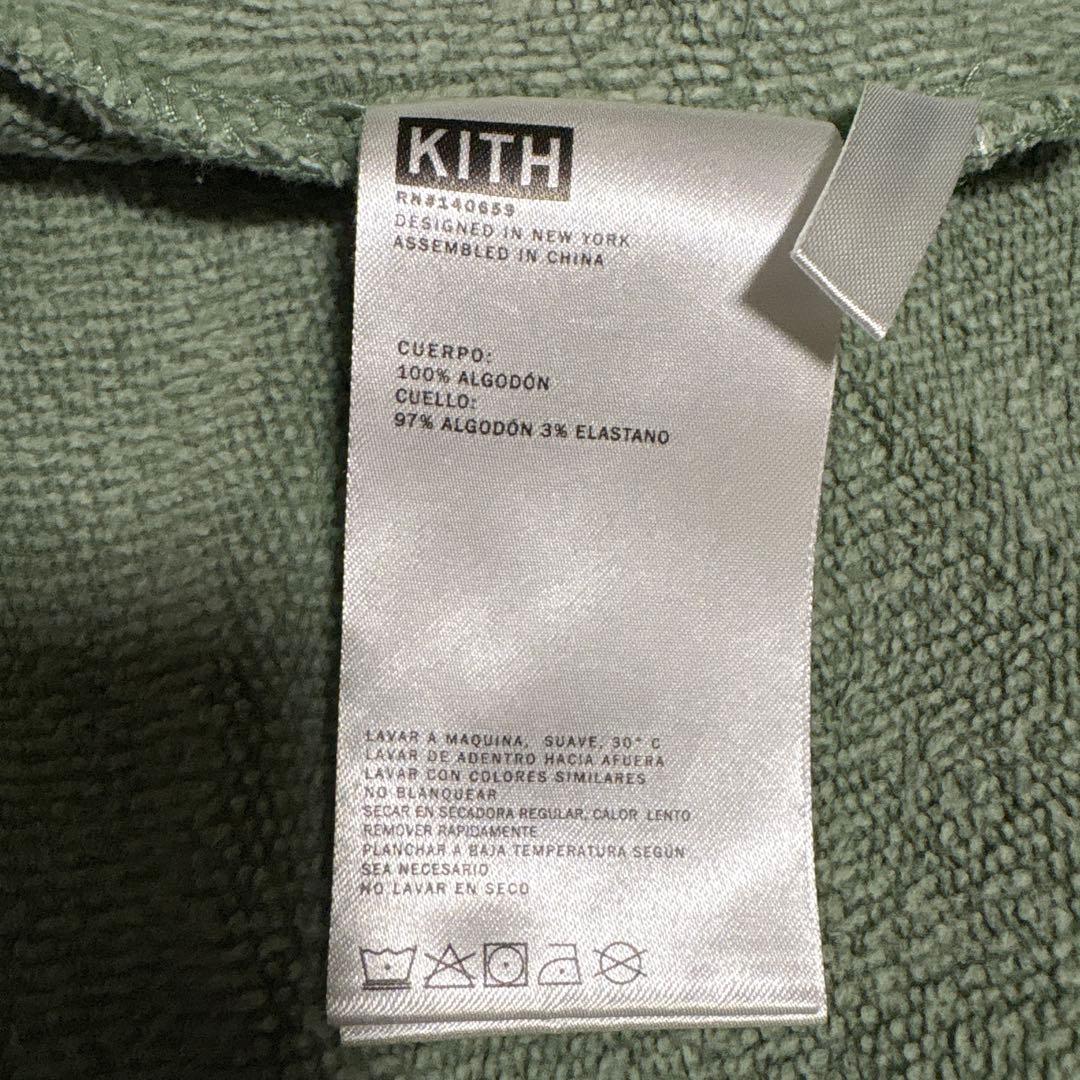 KITH
RN#140659
DESIGNED IN NEW YORK
ASSEMBLED IN CHINA
CUERPO:
100% ALGODÓN
CUELLO:
97% ALGODÓN 3% ELASTANO
LAVAR A MAQUINA, SUAVE, 30° C
LAVAR DE ADENTRO HACIA AFUERA
LAVAR CON COLORES SIMILARES
NO BLANQUEAR
SECAR EN SECADORA REGULAR, CALOR LENTO
REMOVER RAPIDAMENTE
PLANCHAR A BAJA TEMPERATURA SEGÚN
SEA NECESARIO
NO LAVAR EN SECO